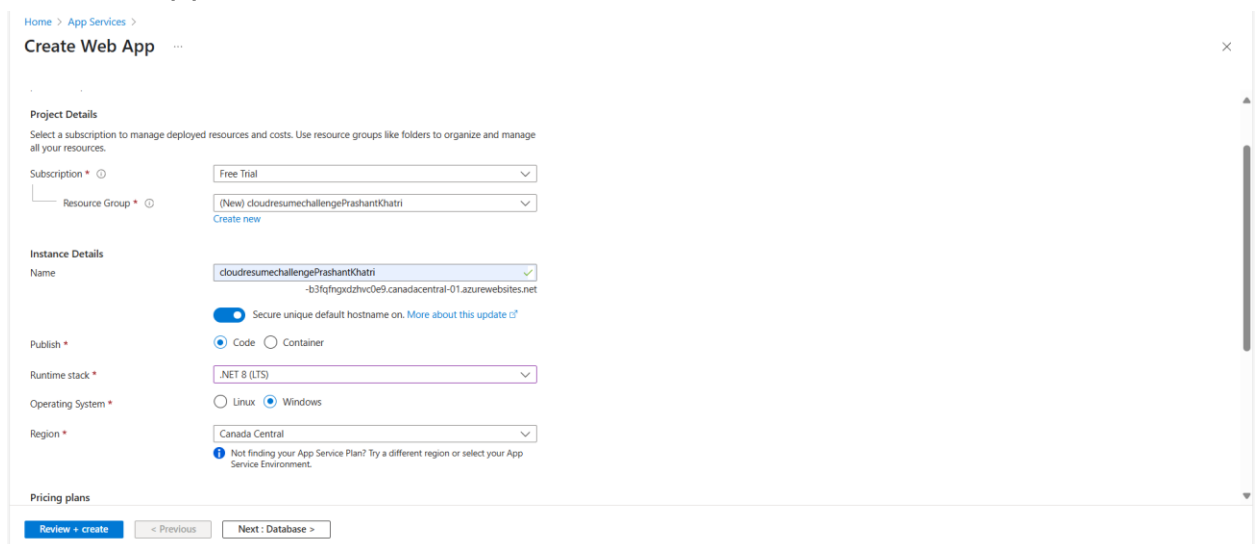 Home > App Services >
Create Web App ...
Project Details
Select a subscription to manage deployed resources and costs. Use resource groups like folders to organize and manage
all your resources.
Subscription * Free Trial
Resource Group * (New) cloudresumechallengePrashantKhatri
Create new
Instance Details
Name cloudresumechallengePrashantKhatri
-b3fqfngxdzhvc0e9.canadacentral-01.azurewebsites.net
Secure unique default hostname on. More about this update
Publish * Code Container
Runtime stack * .NET 8 (LTS)
Operating System * Linux Windows
Region * Canada Central
Not finding your App Service Plan? Try a different region or select your App
Service Environment.
Pricing plans
Review + create < Previous Next : Database >